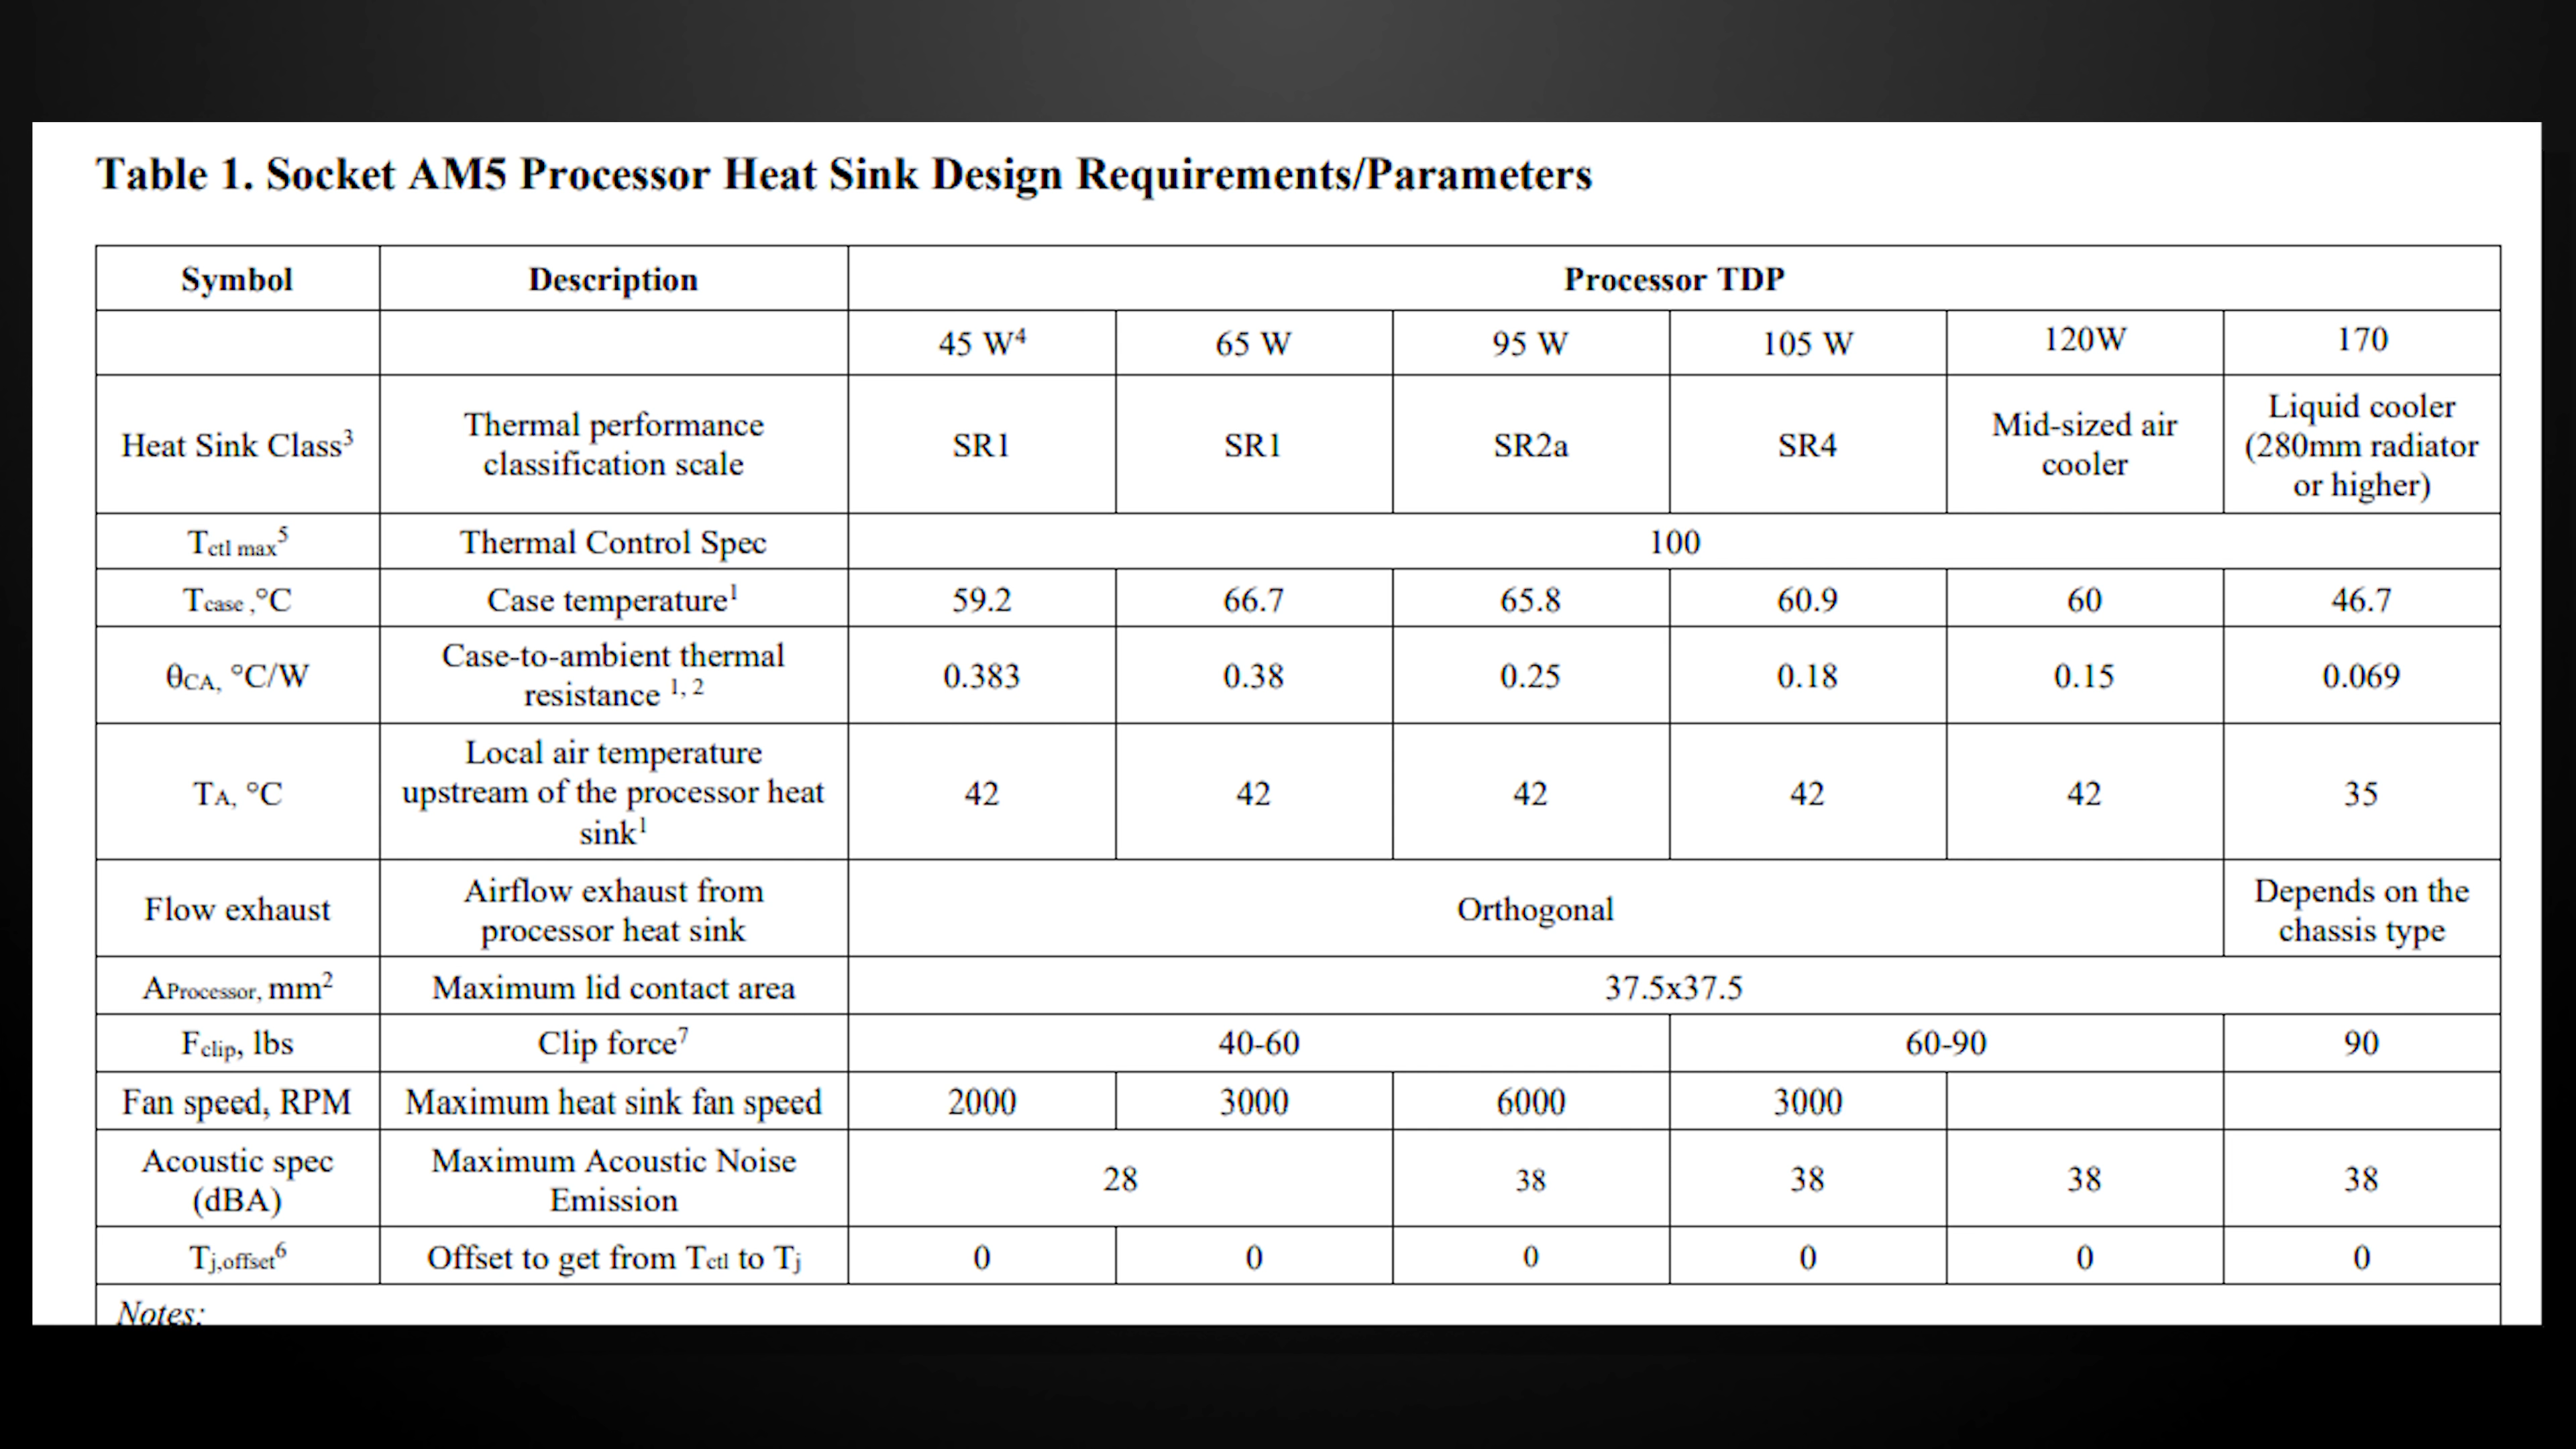 Table 1. Socket AM5 Processor Heat Sink Design Requirements/Parameters
Symbol Description Processor TDP
45 W⁴ 65 W 95 W 105 W 120W 170
Heat Sink Class³ Thermal performance classification scale SR1 SR1 SR2a SR4 Mid-sized air cooler Liquid cooler (280mm radiator or higher)
Tctl max⁵ Thermal Control Spec 100
Tcase ,°C Case temperature¹ 59.2 66.7 65.8 60.9 60 46.7
θCA, °C/W Case-to-ambient thermal resistance ¹, ² 0.383 0.38 0.25 0.18 0.15 0.069
TA, °C Local air temperature upstream of the processor heat sink¹ 42 42 42 42 42 35
Flow exhaust Airflow exhaust from processor heat sink Orthogonal Depends on the chassis type
AProcessor, mm² Maximum lid contact area 37.5x37.5
Fclip, lbs Clip force⁷ 40-60 60-90 90
Fan speed, RPM Maximum heat sink fan speed 2000 3000 6000 3000
Acoustic spec (dBA) Maximum Acoustic Noise Emission 28 38 38 38 38
Tj,offset⁶ Offset to get from Tctl to Tj 0 0 0 0 0 0
Notes: